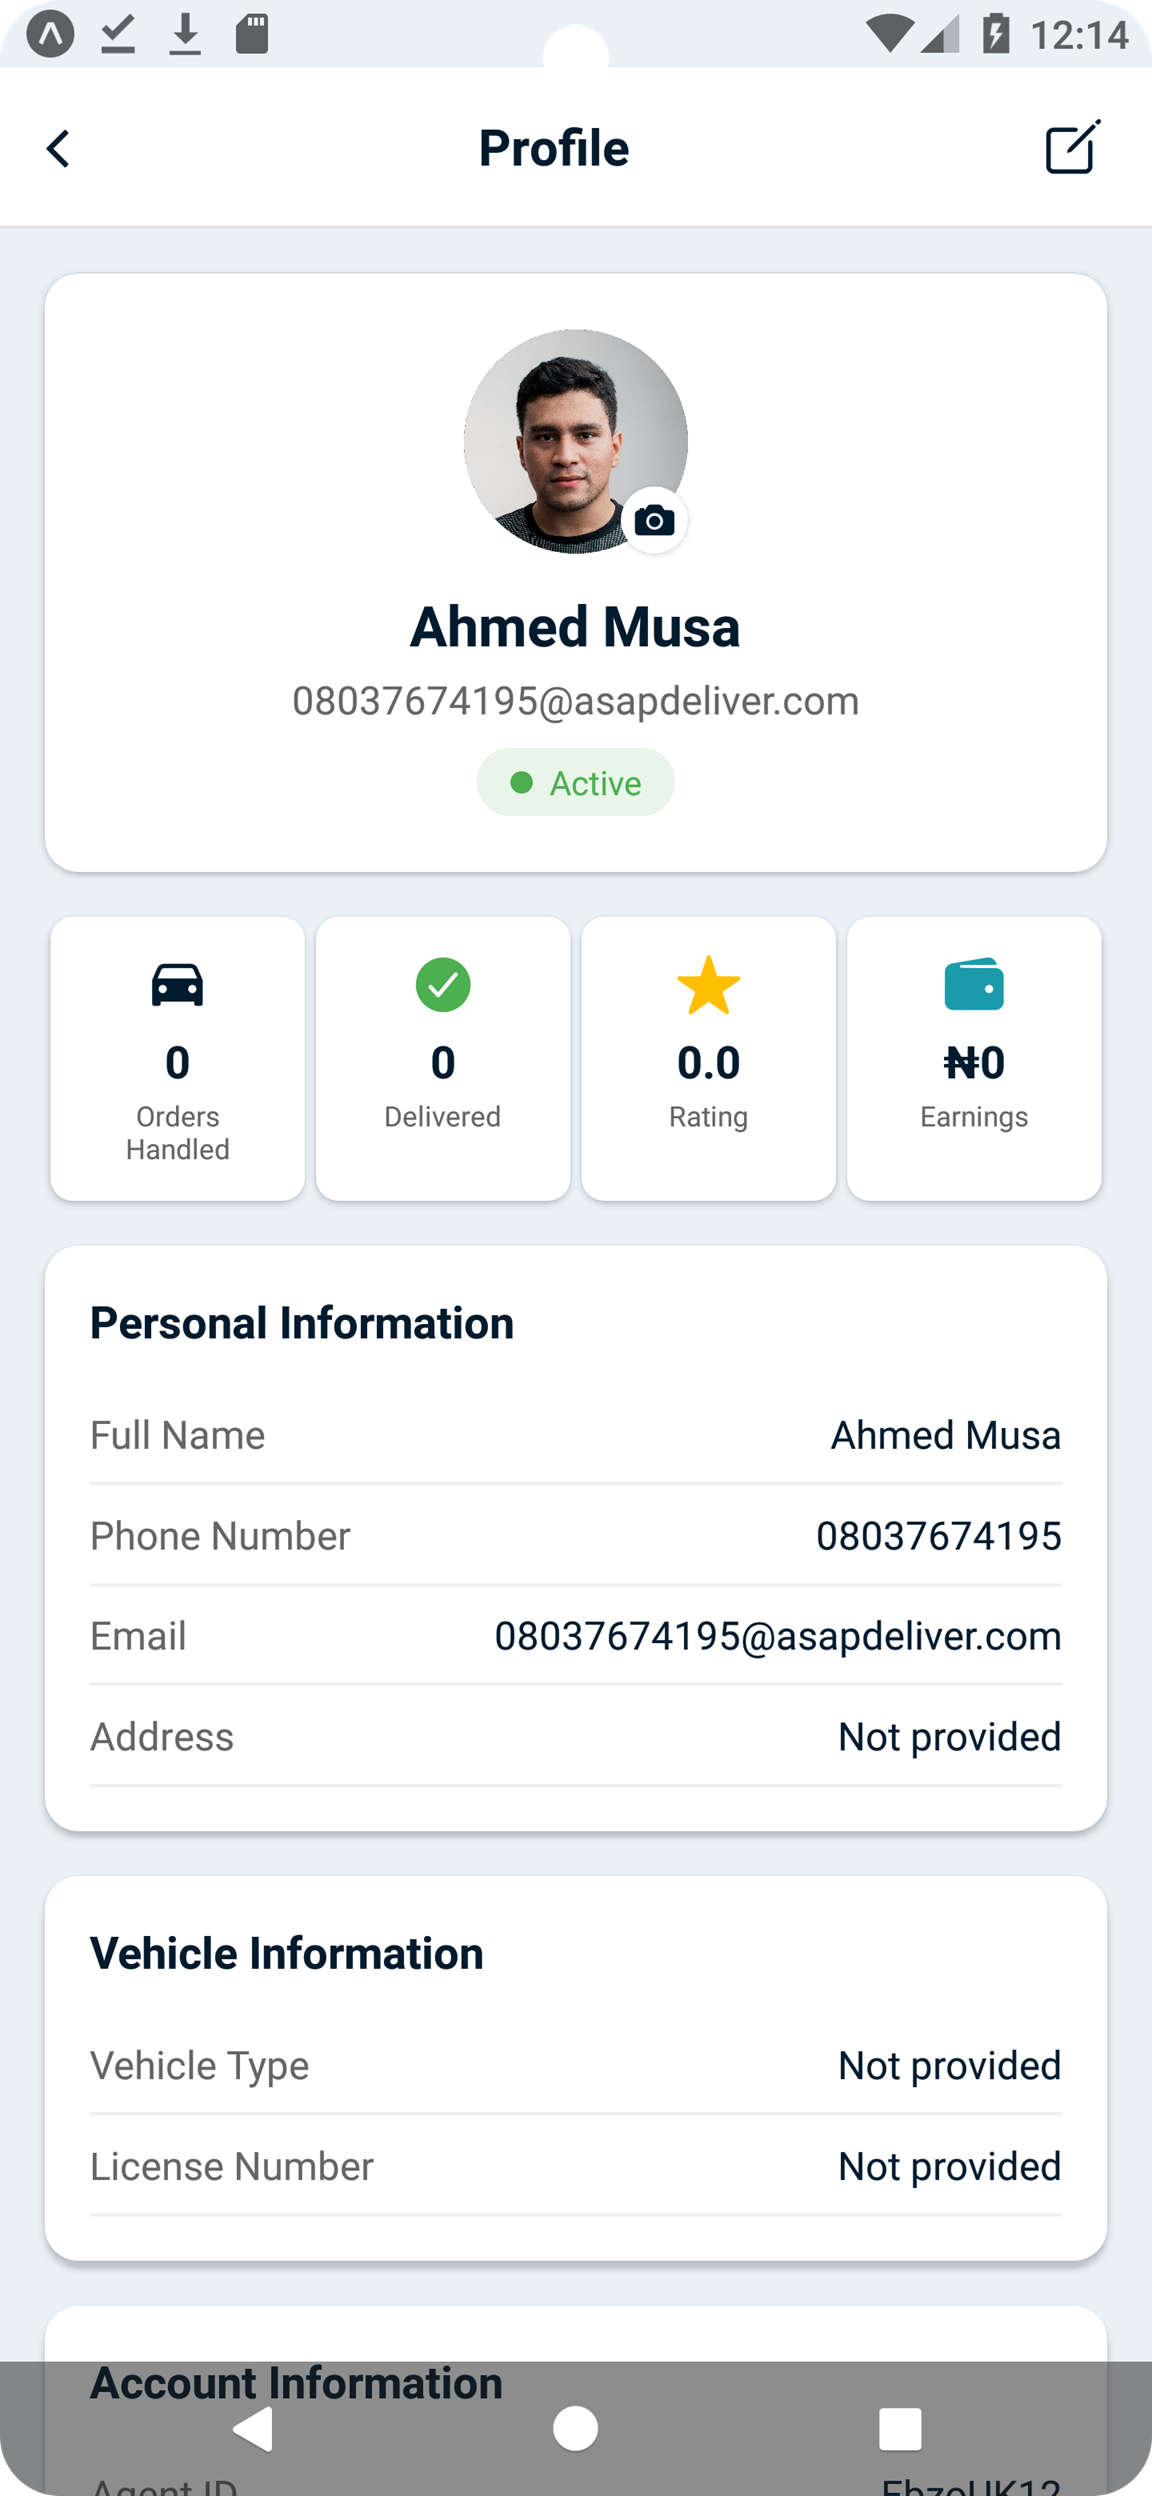 12:14
Profile
Ahmed Musa
08037674195@asapdeliver.com
Active
0
Orders
Handled
0
Delivered
0.0
Rating
₦0
Earnings
Personal Information
Full Name Ahmed Musa
Phone Number 08037674195
Email 08037674195@asapdeliver.com
Address Not provided
Vehicle Information
Vehicle Type Not provided
License Number Not provided
Account Information
Agent ID